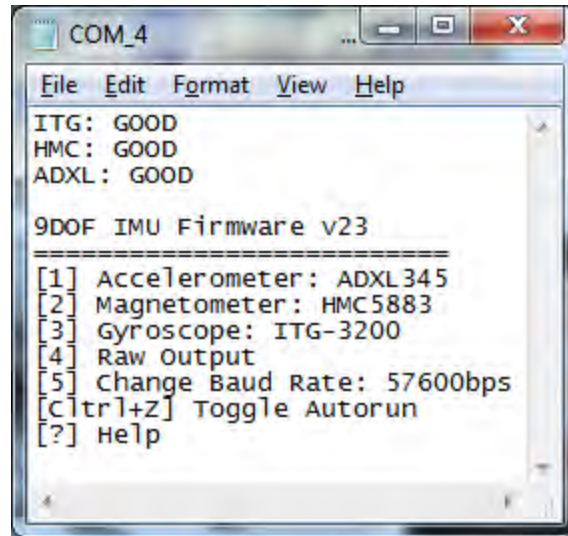 COM_4
...
File Edit Format View Help
ITG: GOOD
HMC: GOOD
ADXL: GOOD
9DOF IMU Firmware v23
==============================
[1] Accelerometer: ADXL345
[2] Magnetometer: HMC5883
[3] Gyroscope: ITG-3200
[4] Raw Output
[5] Change Baud Rate: 57600bps
[Cltrl+Z] Toggle Autorun
[?] Help